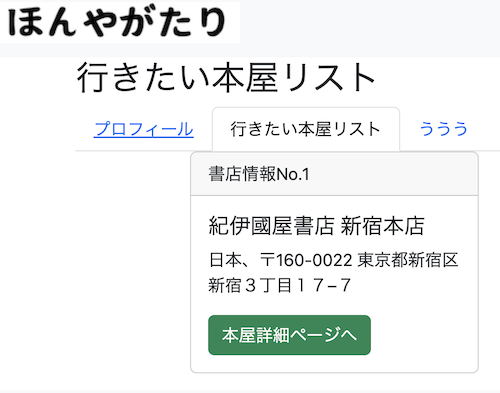 ほんやがたり
行きたい本屋リスト
プロフィール 行きたい本屋リスト ううう
書店情報No.1
紀伊國屋書店 新宿本店
日本、〒160-0022 東京都新宿区
新宿３丁目１７−７
本屋詳細ページへ